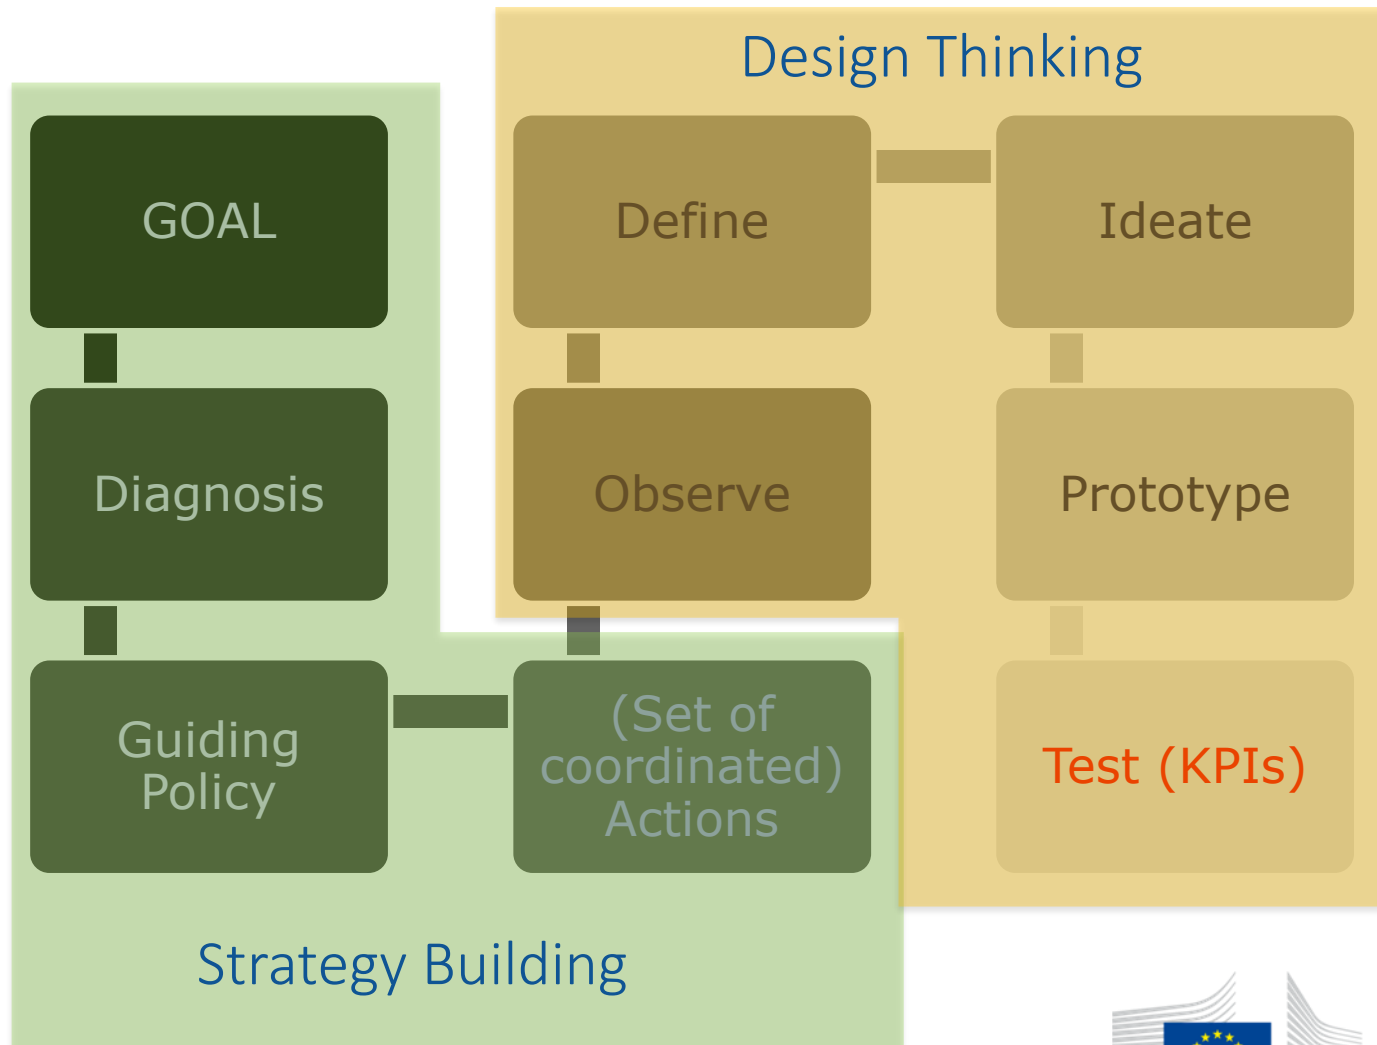 Design Thinking
GOAL
Diagnosis
Guiding
Policy
(Set of
coordinated)
Actions
Observe
Define
Ideate
Prototype
Test (KPIs)
Strategy Building